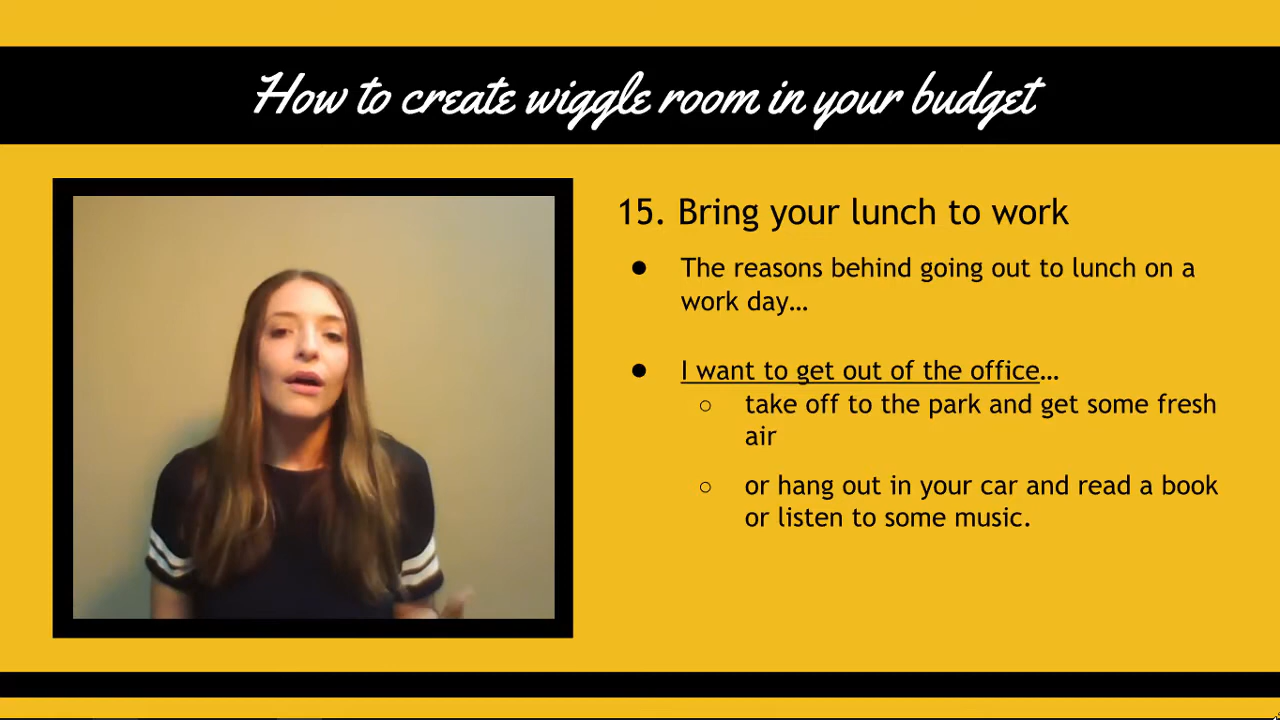 How to create wiggle room in your budget
15. Bring your lunch to work
● The reasons behind going out to lunch on a
work day…
● I want to get out of the office…
○ take off to the park and get some fresh
air
○ or hang out in your car and read a book
or listen to some music.